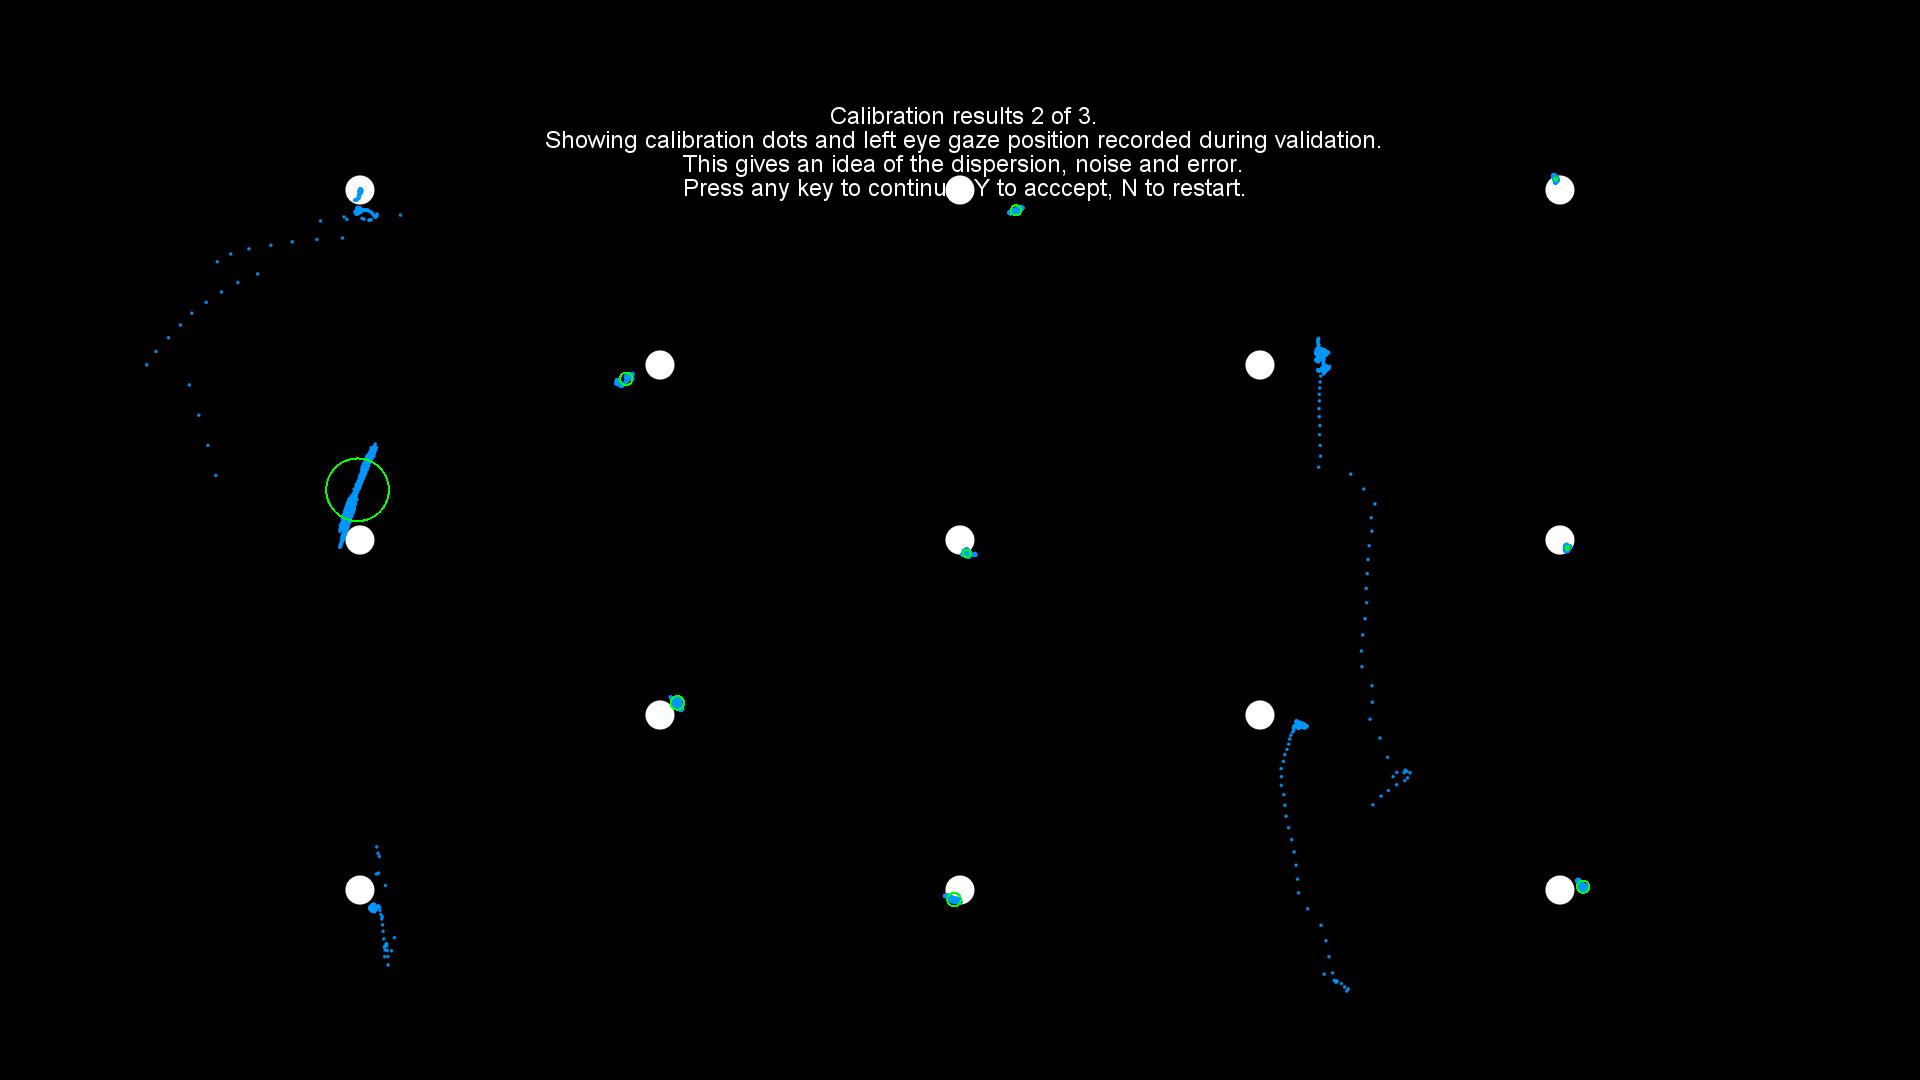 Calibration results 2 of 3.
Showing calibration dots and left eye gaze position recorded during validation.
This gives an idea of the dispersion, noise and error.
Press any key to continu Y to acccept, N to restart.